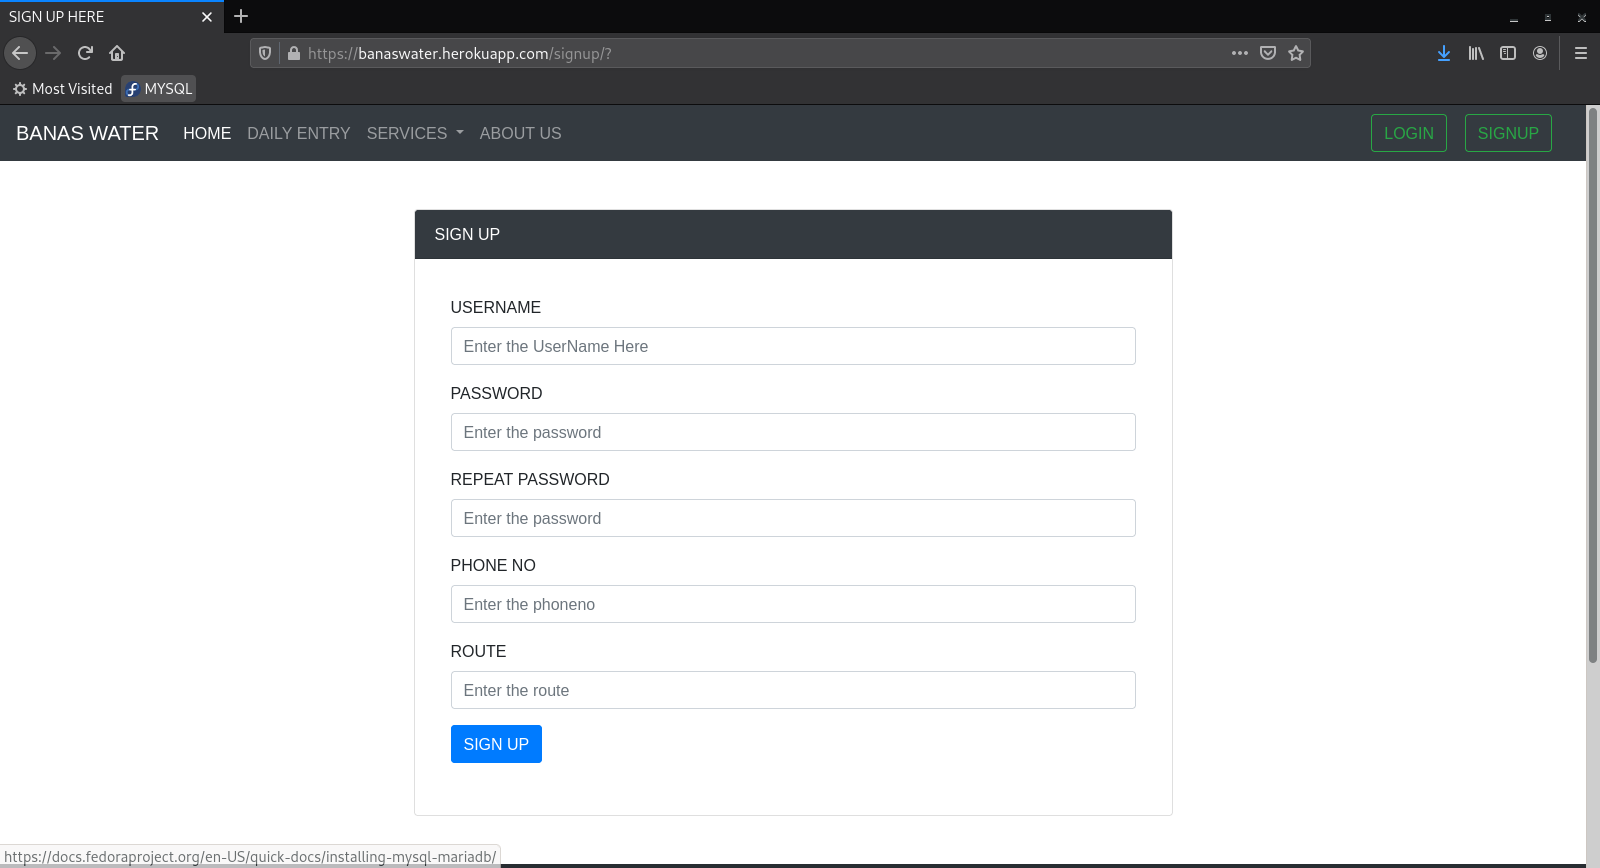 SIGN UP HERE
https://banaswater.herokuapp.com/signup/?
Most Visited MYSQL
BANAS WATER HOME DAILY ENTRY SERVICES ABOUT US LOGIN SIGNUP
SIGN UP
USERNAME
Enter the UserName Here
PASSWORD
Enter the password
REPEAT PASSWORD
Enter the password
PHONE NO
Enter the phoneno
ROUTE
Enter the route
SIGN UP
https://docs.fedoraproject.org/en-US/quick-docs/installing-mysql-mariadb/